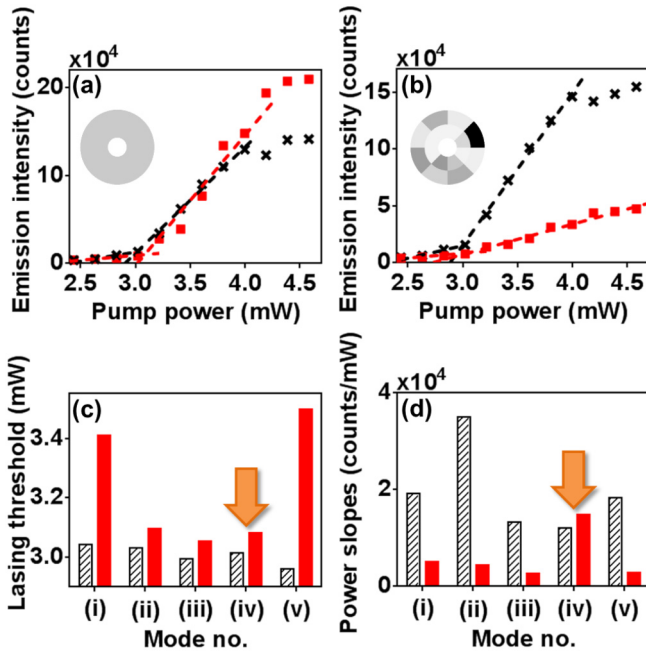 x10⁴
(a)
20
10
0
Emission intensity (counts)
2.5 3.0 3.5 4.0 4.5
Pump power (mW)
x10⁴
(b)
15
10
5
0
Emission intensity (counts)
2.5 3.0 3.5 4.0 4.5
Pump power (mW)
(c)
3.4
3.2
3.0
Lasing threshold (mW)
(i) (ii) (iii) (iv) (v)
Mode no.
x10⁴
(d)
4
2
0
Power slopes (counts/mW)
(i) (ii) (iii) (iv) (v)
Mode no.